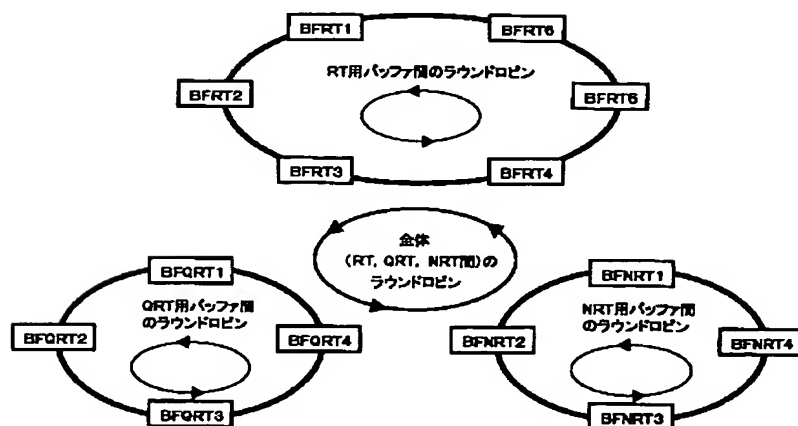 BFRT1
BFRT6
RT用バッファ間のラウンドロビン
BFRT2
BFRT6
BFRT3
BFRT4
全体
(RT, QRT, NRT間)の
ラウンドロビン
BFQRT1
QRT用バッファ間
のラウンドロビン
BFQRT2
BFQRT4
BFQRT3
BFNRT1
NRT用バッファ間
のラウンドロビン
BFNRT2
BFNRT4
BFNRT3